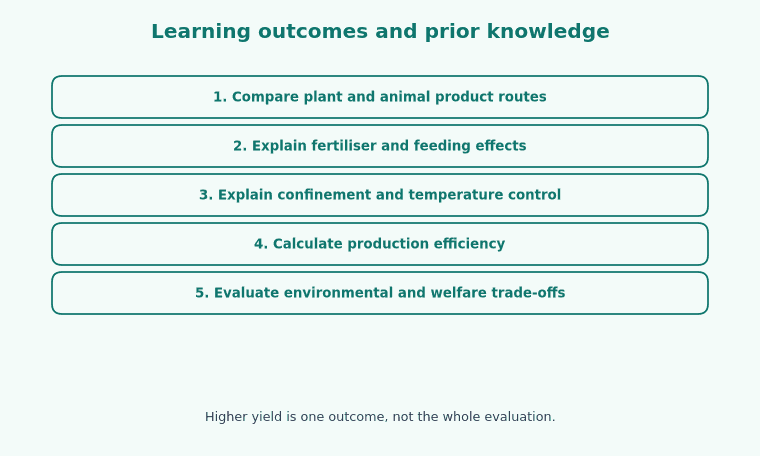 Learning outcomes and prior knowledge
1. Compare plant and animal product routes
2. Explain fertiliser and feeding effects
3. Explain confinement and temperature control
4. Calculate production efficiency
5. Evaluate environmental and welfare trade-offs
Higher yield is one outcome, not the whole evaluation.